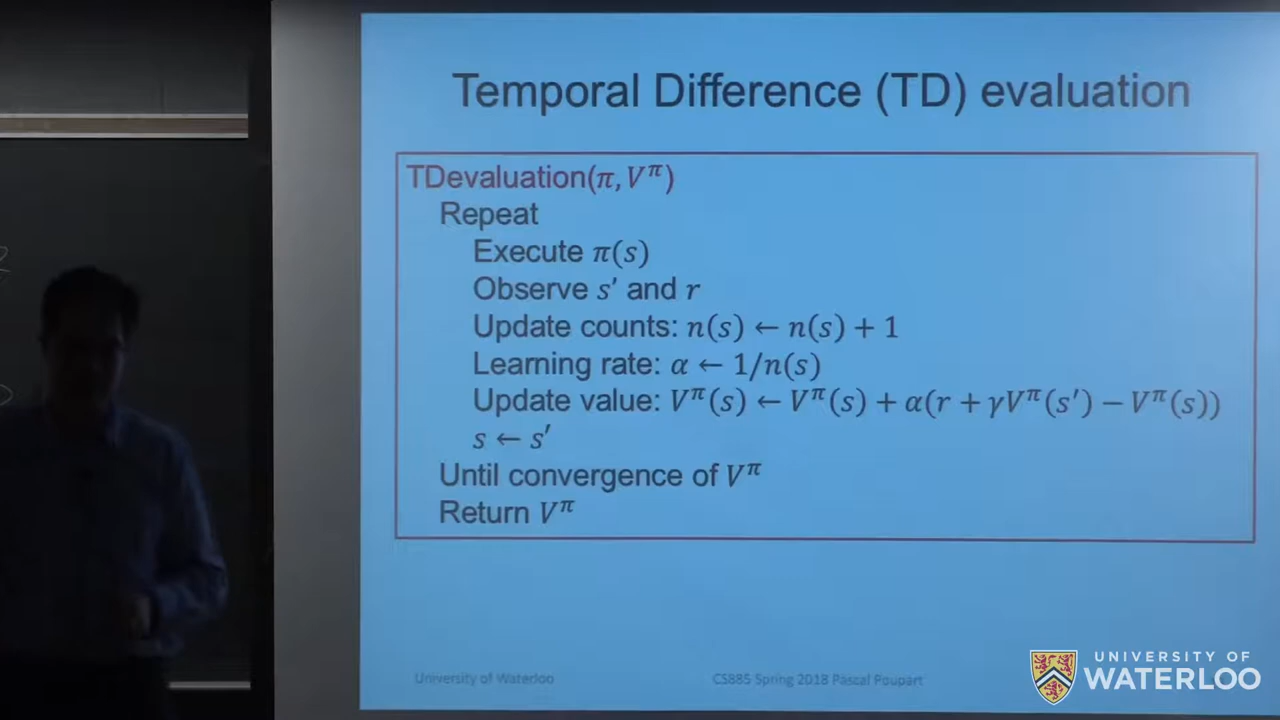 Temporal Difference (TD) evaluation
TDevaluation(π, V^π)
Repeat
Execute π(s)
Observe s′ and r
Update counts: n(s) ← n(s) + 1
Learning rate: α ← 1/n(s)
Update value: V^π(s) ← V^π(s) + α(r + γV^π(s′) − V^π(s))
s ← s′
Until convergence of V^π
Return V^π
University of Waterloo
CS885 Spring 2018 Pascal Poupart
UNIVERSITY OF
WATERLOO